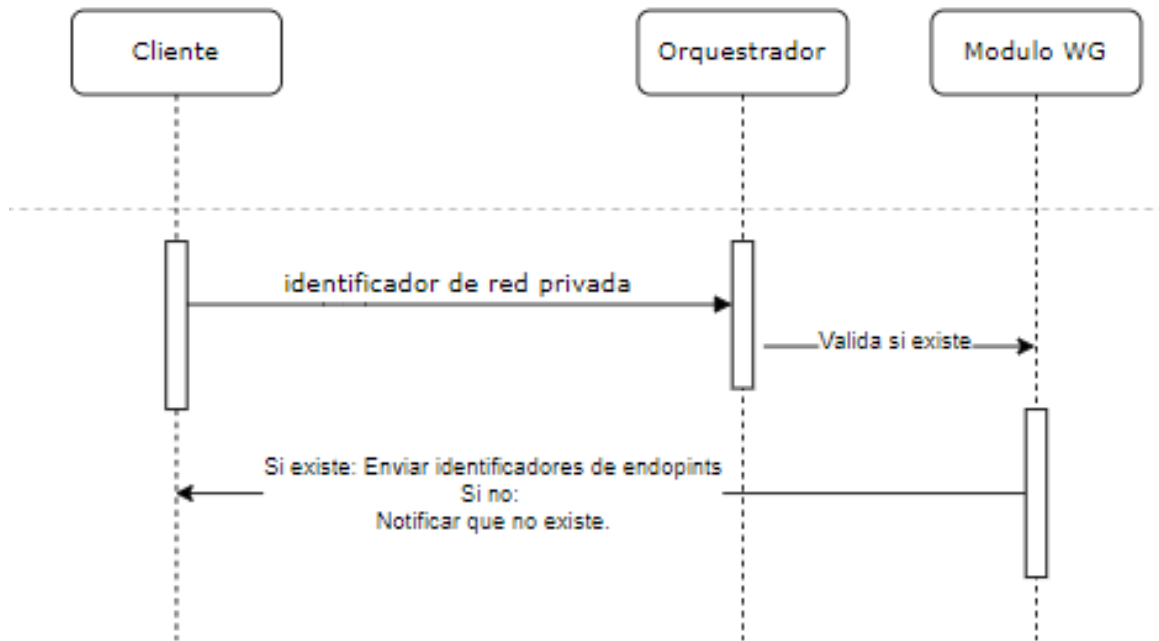 Cliente
Orquestrador
Modulo WG
identificador de red privada
Valida si existe
Si existe: Enviar identificadores de endopints
Si no:
Notificar que no existe.